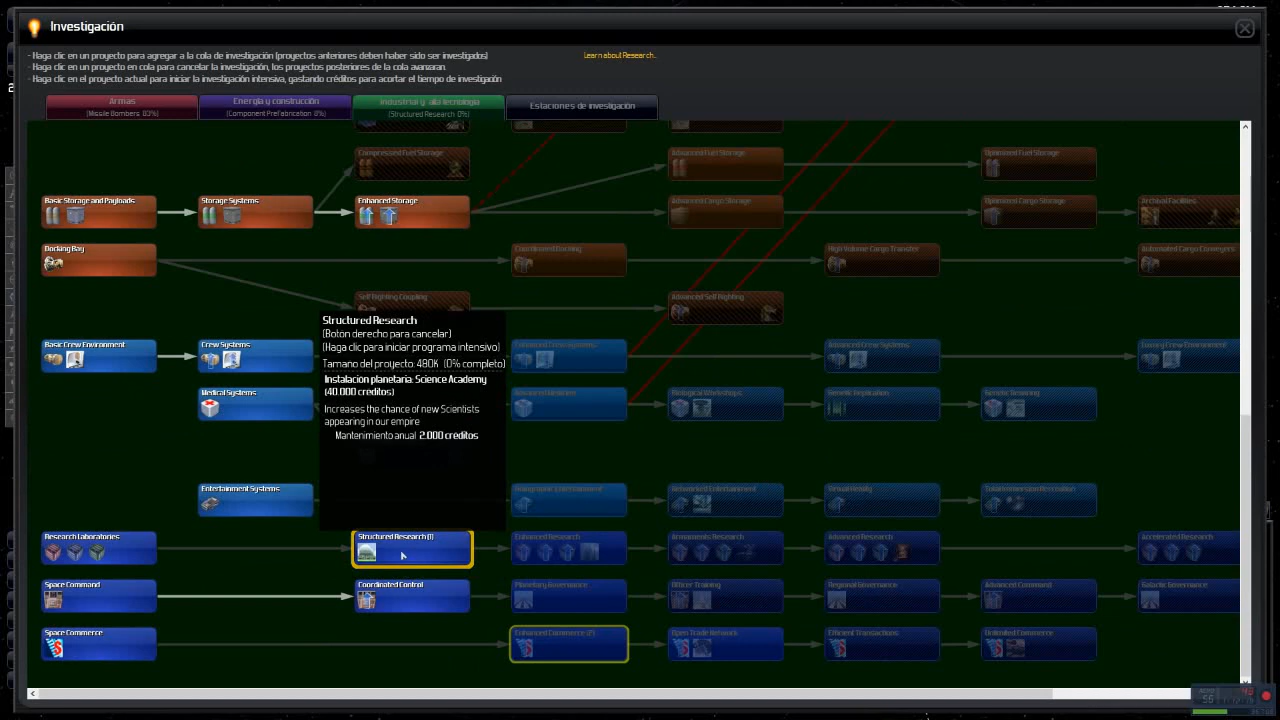 Investigación
- Haga clic en un proyecto para agregar a la cola de investigación (proyectos anteriores deben haber sido ser investigados)
Learn about Research.
- Haga clic en un proyecto en cola para cancelar la investigación, los proyectos posteriores de la cola avanzaran.
- Haga clic en el proyecto actual para iniciar la investigación intensiva, gastando créditos para acortar el tiempo de investigación
Armas
(Missile Bombers 83%)
Energía y construcción
(Component PreFabrication 0%)
Industrial y alta tecnología
(Structured Research 0%)
Estaciones de investigación
Compressed Fuel Storage
Advanced Fuel Storage
Optimized Fuel Storage
Basic Storage and Payloads
Storage Systems
Enhanced Storage
Advanced Cargo Storage
Optimized Cargo Storage
Archival Facilities
Docking Bay
Coordinated Docking
High Volume Cargo Transfer
Automated Cargo Conveyers
Self Righting Coupling
Advanced Self Righting
Structured Research
(Botón derecho para cancelar)
(Haga clic para iniciar programa intensivo)
Tamano del proyecto: 480K (0% completo)
Instalación planetaria: Science Academy
(40.000 creditos)
Increases the chance of new Scientists
appearing in our empire
Mantenimiento anual: 2.000 créditos
Basic Crew Environment
Crew Systems
Enhanced Crew Systems
Advanced Crew Systems
Luxury Crew Environment
Medical Systems
Advanced Medicine
Biological Workshops
Genetic Replication
Genetic Reweaving
Entertainment Systems
Holographic Entertainment
Networked Entertainment
Virtual Reality
Total Immersion Recreation
Research Laboratories
Structured Research (1)
Enhanced Research
Armaments Research
Advanced Research
Accelerated Research
Space Command
Coordinated Control
Planetary Governance
Officer Training
Regional Governance
Advanced Command
Galactic Governance
Space Commerce
Enhanced Commerce (2)
Open Trade Network
Efficient Transactions
Unlimited Commerce